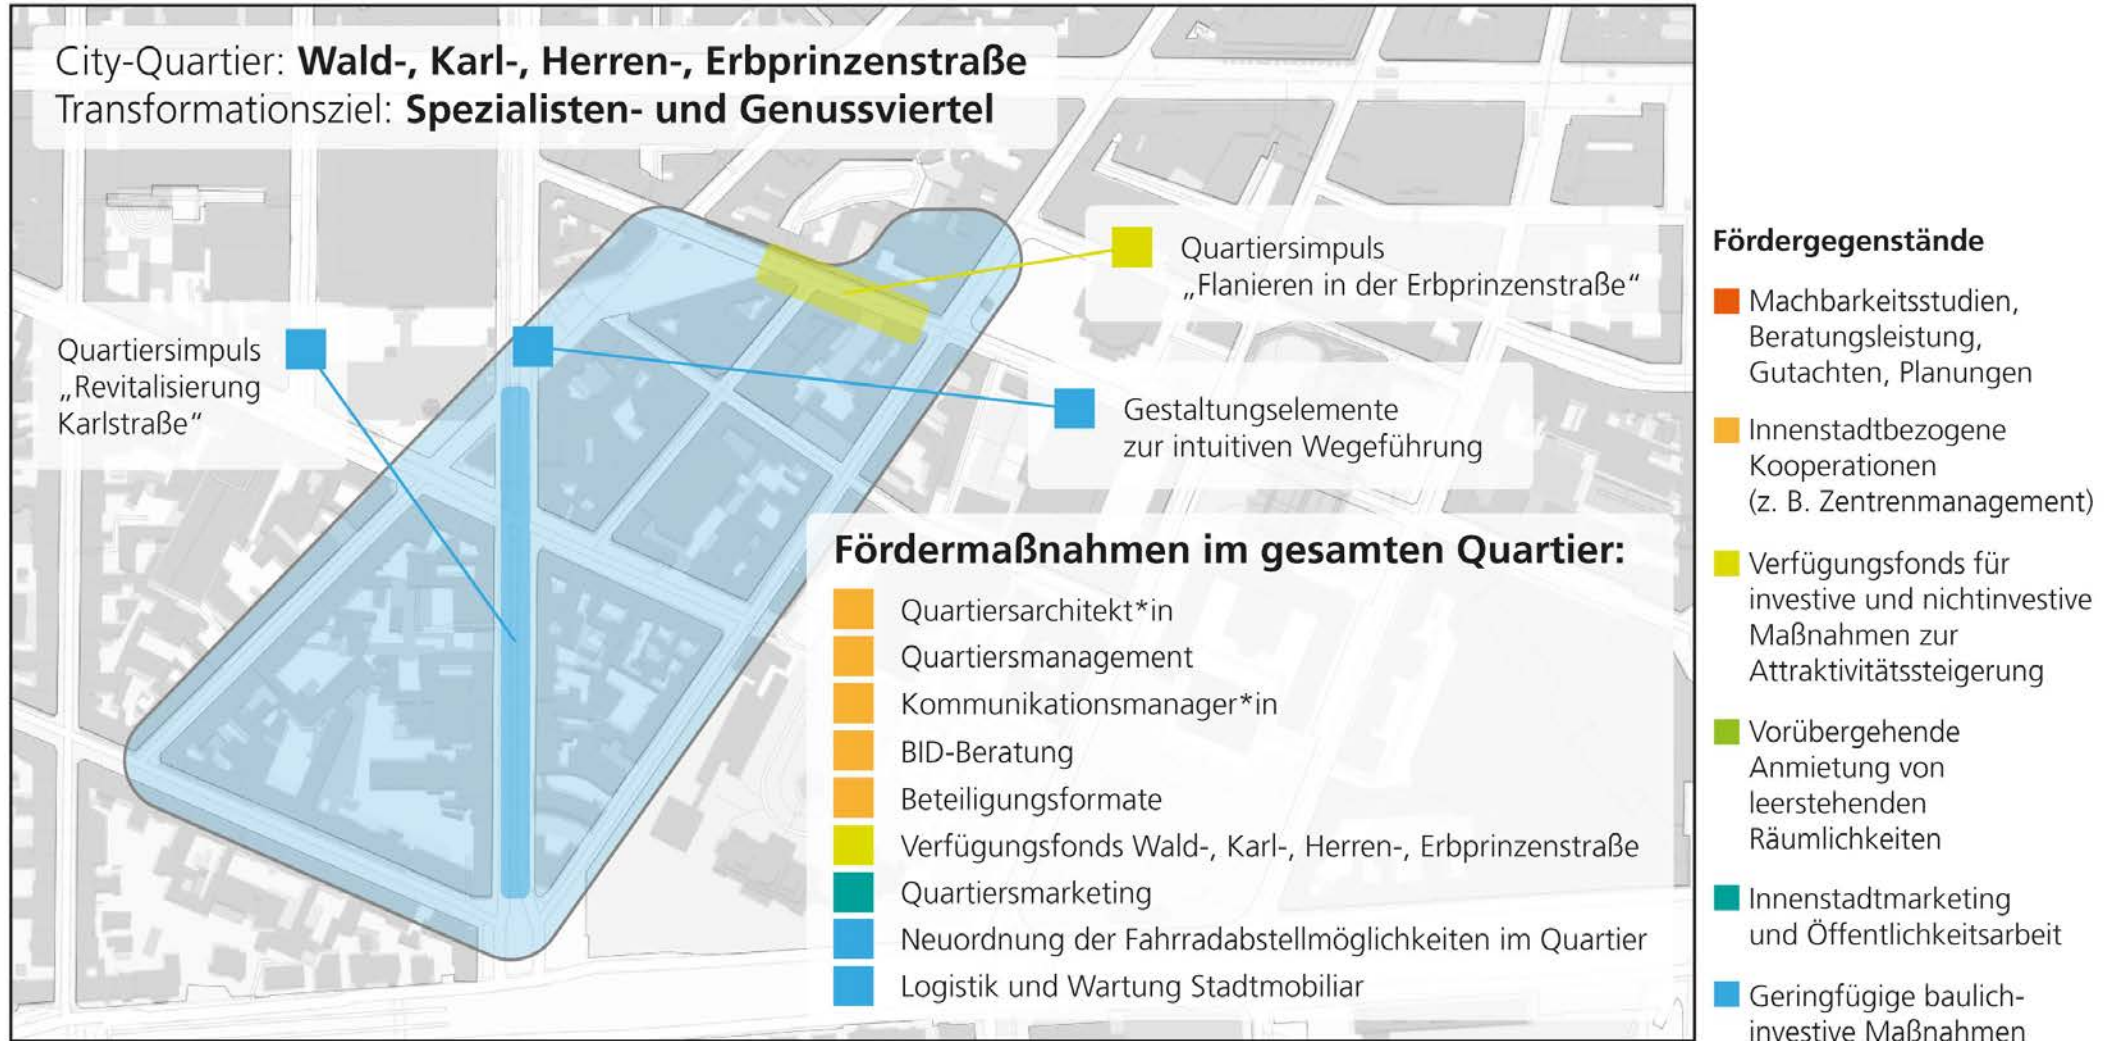 City-Quartier: Wald-, Karl-, Herren-, Erbprinzenstraße
Transformationsziel: Spezialisten- und Genussviertel
Quartiersimpuls
„Flanieren in der Erbprinzenstraße“
Quartiersimpuls
„Revitalisierung
Karlstraße“
Gestaltungselemente
zur intuitiven Wegeführung
Fördermaßnahmen im gesamten Quartier:
Quartiersarchitekt*in
Quartiersmanagement
Kommunikationsmanager*in
BID-Beratung
Beteiligungsformate
Verfügungsfonds Wald-, Karl-, Herren-, Erbprinzenstraße
Quartiersmarketing
Neuordnung der Fahrradabstellmöglichkeiten im Quartier
Logistik und Wartung Stadtmobiliar
Fördergegenstände
Machbarkeitsstudien,
Beratungsleistung,
Gutachten, Planungen
Innenstadtbezogene
Kooperationen
(z. B. Zentrenmanagement)
Verfügungsfonds für
investive und nichtinvestive
Maßnahmen zur
Attraktivitätssteigerung
Vorübergehende
Anmietung von
leerstehenden
Räumlichkeiten
Innenstadtmarketing
und Öffentlichkeitsarbeit
Geringfügige baulich-
investive Maßnahmen